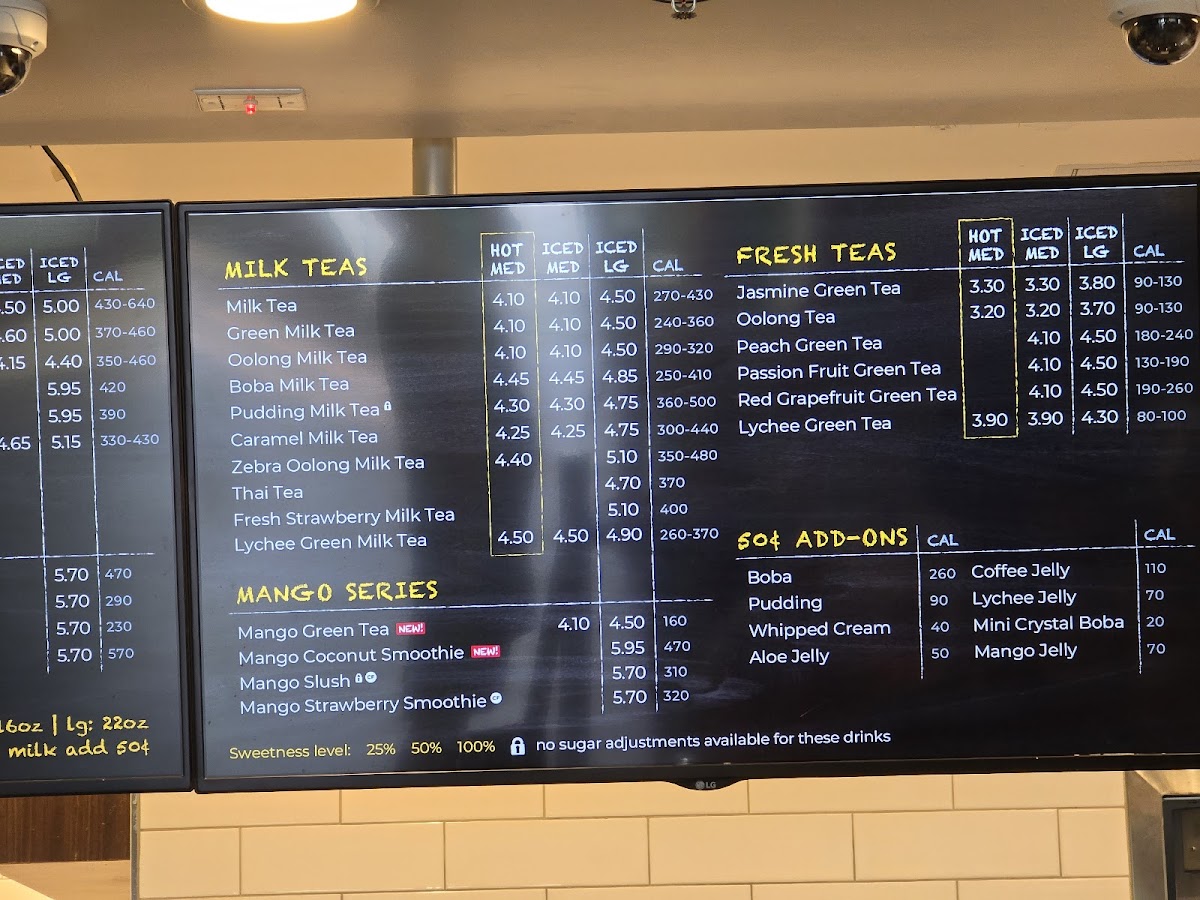 ICED
LG
CAL
5.00 430-640
5.00 370-460
4.40 350-460
5.95 420
5.95 390
4.65 5.15 330-430
5.70 470
5.70 290
5.70 230
5.70 570
16oz | lg: 22oz
milk add 50¢
MILK TEAS HOT MED ICED MED ICED LG CAL
Milk Tea 4.10 4.10 4.50 270-430
Green Milk Tea 4.10 4.10 4.50 240-360
Oolong Milk Tea 4.10 4.10 4.50 290-320
Boba Milk Tea 4.45 4.45 4.85 250-410
Pudding Milk Tea 4.30 4.30 4.75 360-500
Caramel Milk Tea 4.25 4.25 4.75 300-440
Zebra Oolong Milk Tea 4.40 5.10 350-480
Thai Tea 4.70 370
Fresh Strawberry Milk Tea 5.10 400
Lychee Green Milk Tea 4.50 4.50 4.90 260-370
MANGO SERIES
Mango Green Tea NEW! 4.10 4.50 160
Mango Coconut Smoothie NEW! 5.95 470
Mango Slush CF 5.70 310
Mango Strawberry Smoothie CF 5.70 320
Sweetness level: 25% 50% 100% no sugar adjustments available for these drinks
FRESH TEAS HOT MED ICED MED ICED LG CAL
Jasmine Green Tea 3.30 3.30 3.80 90-130
Oolong Tea 3.20 3.20 3.70 90-130
Peach Green Tea 4.10 4.50 180-240
Passion Fruit Green Tea 4.10 4.50 130-190
Red Grapefruit Green Tea 4.10 4.50 190-260
Lychee Green Tea 3.90 3.90 4.30 80-100
50¢ ADD-ONS CAL CAL
Boba 260 Coffee Jelly 110
Pudding 90 Lychee Jelly 70
Whipped Cream 40 Mini Crystal Boba 20
Aloe Jelly 50 Mango Jelly 70
LG